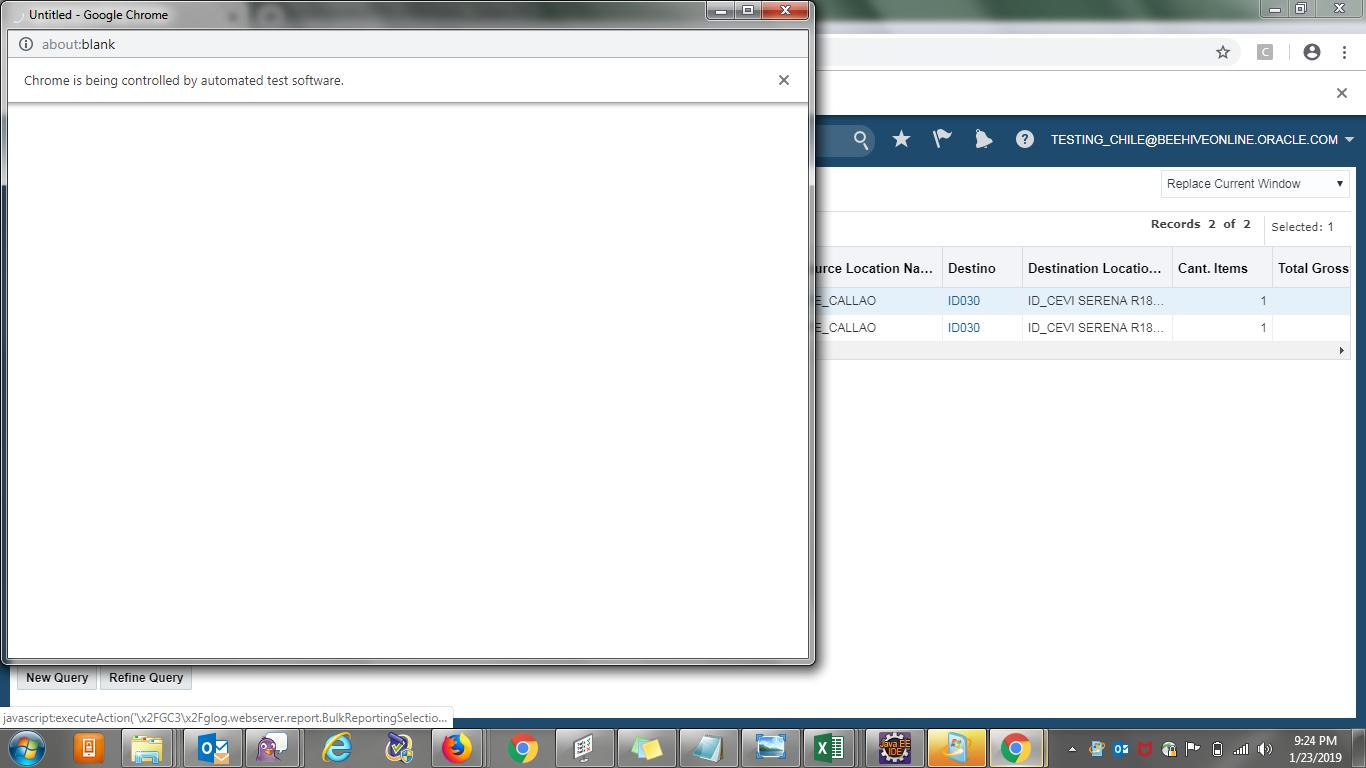 Untitled - Google Chrome
about:blank
Chrome is being controlled by automated test software.
TESTING_CHILE@BEEHIVEONLINE.ORACLE.COM
Replace Current Window
Records 2 of 2
Selected: 1
urce Location Na... Destino Destination Locatio... Cant. Items Total Gross
E_CALLAO ID030 ID_CEVI SERENA R18... 1
E_CALLAO ID030 ID_CEVI SERENA R18... 1
New Query Refine Query
javascript:executeAction("\x2FGC3\x2Fglog.webserver.report.BulkReportingSelectio...
Java EE
IDE
9:24 PM
1/23/2019